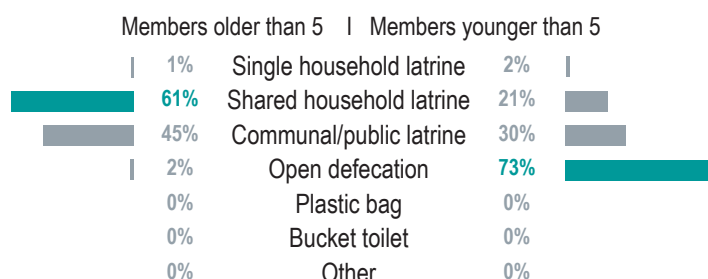 Members older than 5 I Members younger than 5
1% Single household latrine 2%
61% Shared household latrine 21%
45% Communal/public latrine 30%
2% Open defecation 73%
0% Plastic bag 0%
0% Bucket toilet 0%
0% Other 0%